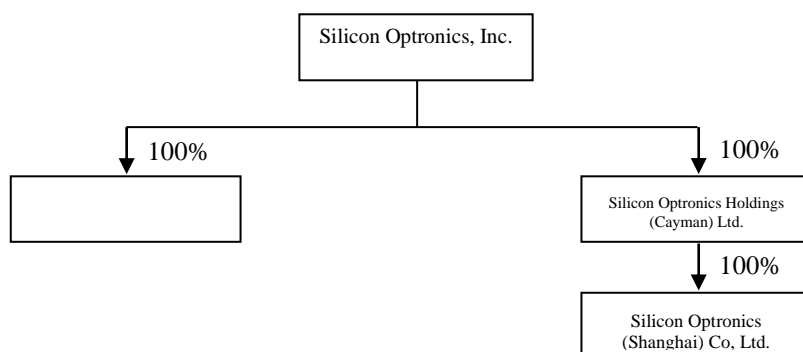 Silicon Optronics, Inc.
100%
100%
Silicon Optronics Holdings
(Cayman) Ltd.
100%
Silicon Optronics
(Shanghai) Co, Ltd.